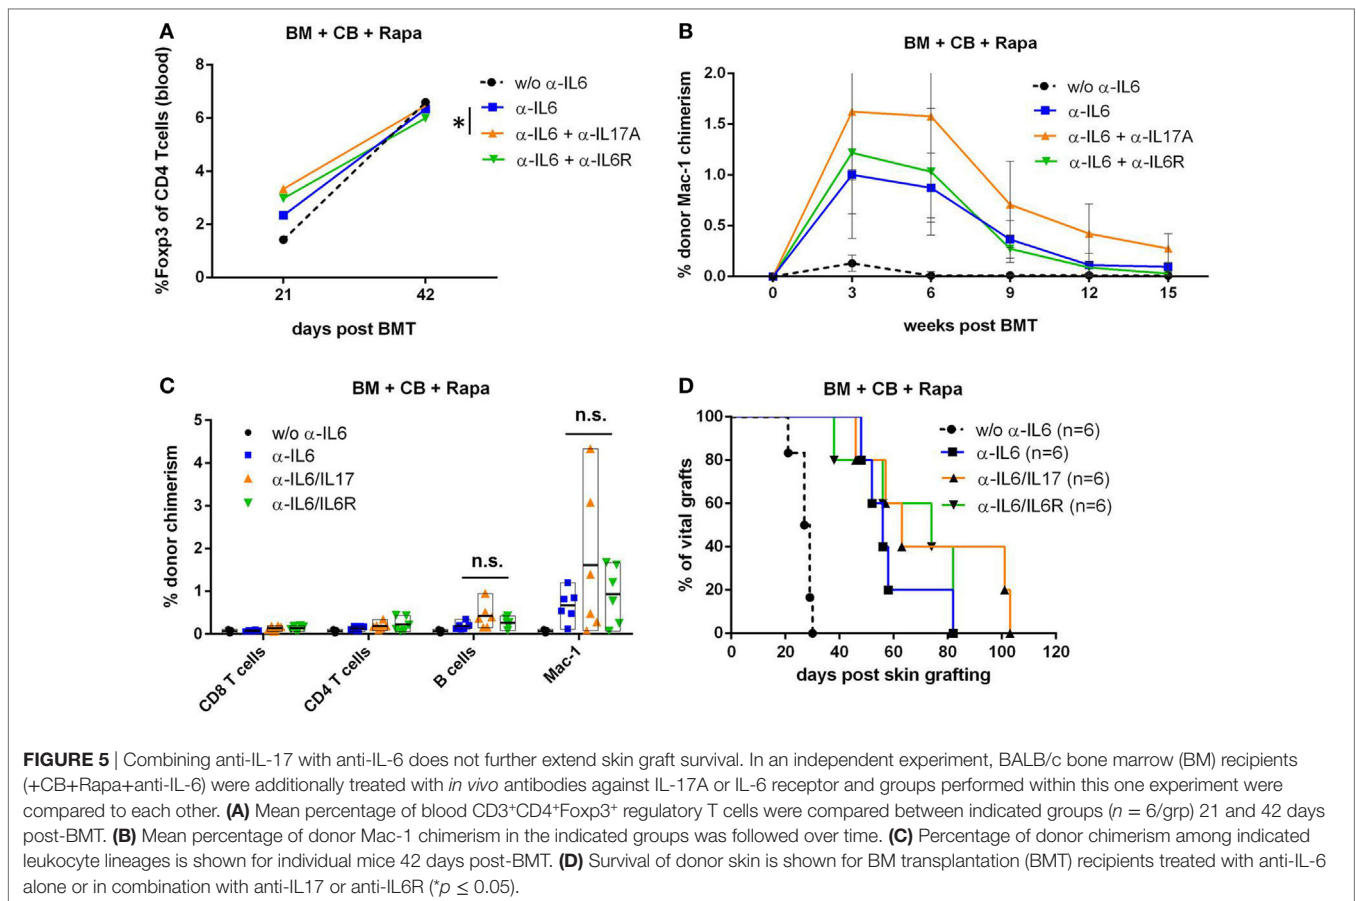 A
BM + CB + Rapa
%Foxp3 of CD4 Tcells (blood)
8
6
4
2
0
21
42
days post BMT
w/o α-IL6
α-IL6
α-IL6 + α-IL17A
α-IL6 + α-IL6R
*
B
BM + CB + Rapa
% donor Mac-1 chimerism
2.0
1.5
1.0
0.5
0.0
0
3
6
9
12
15
weeks post BMT
w/o α-IL6
α-IL6
α-IL6 + α-IL17A
α-IL6 + α-IL6R
C
BM + CB + Rapa
% donor chimerism
5
4
3
2
1
0
w/o α-IL6
α-IL6
α-IL6/IL17
α-IL6/IL6R
n.s.
n.s.
CD8 T cells
CD4 T cells
B cells
Mac-1
D
BM + CB + Rapa
% of vital grafts
100
80
60
40
20
0
0
20
40
60
80
100
120
days post skin grafting
w/o α-IL6 (n=6)
α-IL6 (n=6)
α-IL6/IL17 (n=6)
α-IL6/IL6R (n=6)
FIGURE 5 | Combining anti-IL-17 with anti-IL-6 does not further extend skin graft survival. In an independent experiment, BALB/c bone marrow (BM) recipients
(+CB+Rapa+anti-IL-6) were additionally treated with in vivo antibodies against IL-17A or IL-6 receptor and groups performed within this one experiment were
compared to each other. (A) Mean percentage of blood CD3⁺CD4⁺Foxp3⁺ regulatory T cells were compared between indicated groups (n = 6/grp) 21 and 42 days
post-BMT. (B) Mean percentage of donor Mac-1 chimerism in the indicated groups was followed over time. (C) Percentage of donor chimerism among indicated
leukocyte lineages is shown for individual mice 42 days post-BMT. (D) Survival of donor skin is shown for BM transplantation (BMT) recipients treated with anti-IL-6
alone or in combination with anti-IL17 or anti-IL6R (*p ≤ 0.05).